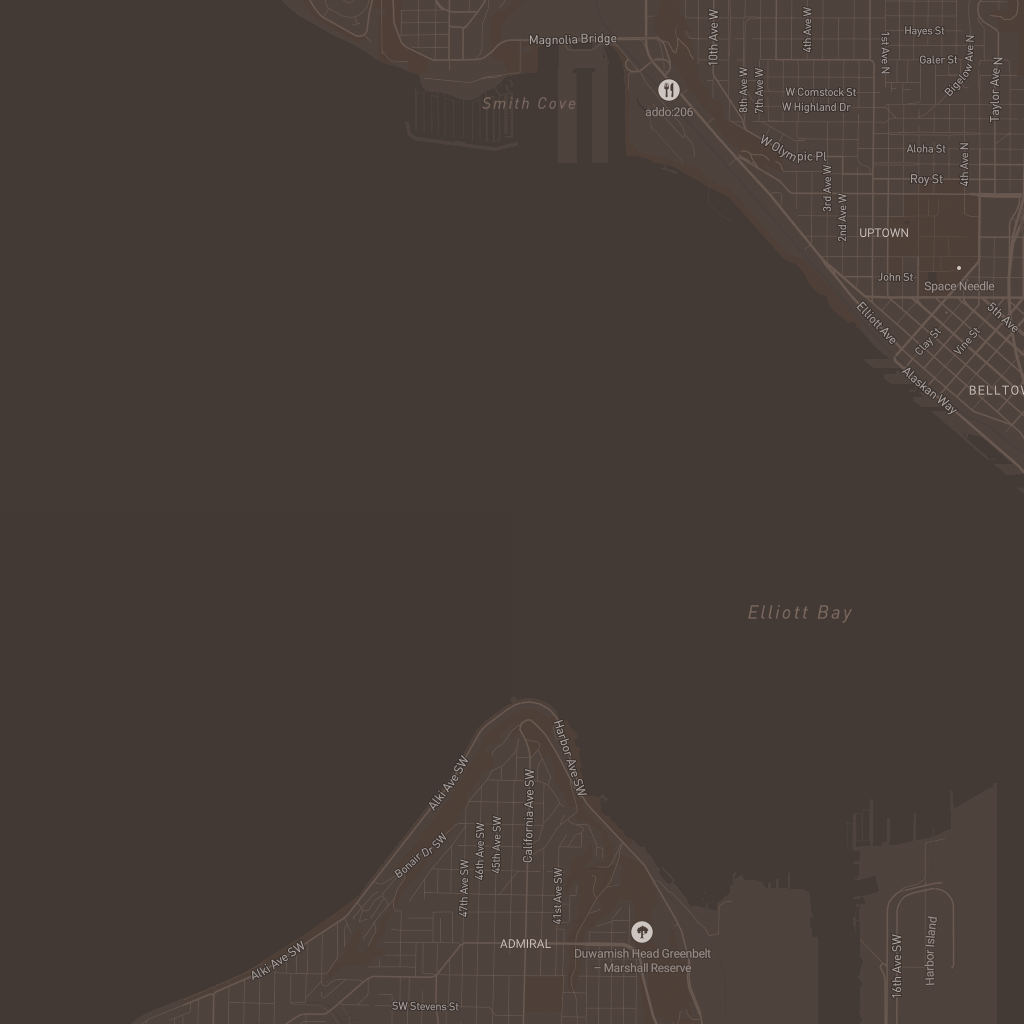 Magnolia Bridge
10th Ave W
4th Ave W
1st Ave N
Hayes St
Galer St
Bigelow Ave N
Taylor Ave N
Smith Cove
addo:206
8th Ave W
7th Ave W
W Comstock St
W Highland Dr
W Olympic Pl
Aloha St
4th Ave N
Roy St
3rd Ave W
2nd Ave W
UPTOWN
John St
Space Needle
Elliott Ave
Clay St
Vine St
5th Ave
Alaskan Way
BELLTOW
Elliott Bay
Harbor Ave SW
Alki Ave SW
California Ave SW
Bonair Dr SW
46th Ave SW
45th Ave SW
47th Ave SW
41st Ave SW
ADMIRAL
Duwamish Head Greenbelt
– Marshall Reserve
Alki Ave SW
SW Stevens St
16th Ave SW
Harbor Island